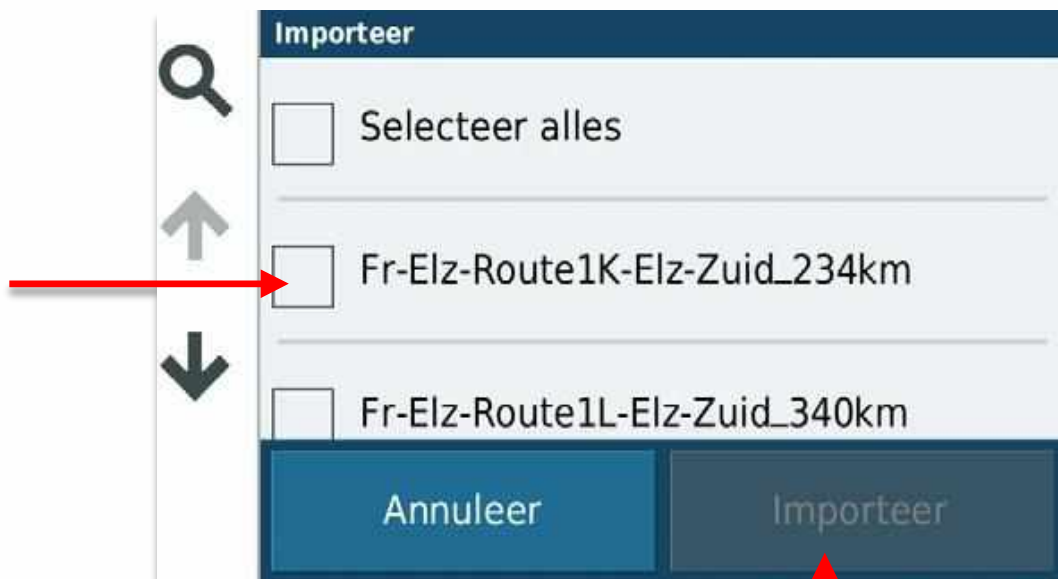 Importeer
Selecteer alles
Fr-Elz-Route1K-Elz-Zuid_234km
Fr-Elz-Route1L-Elz-Zuid_340km
Annuleer
Importeer